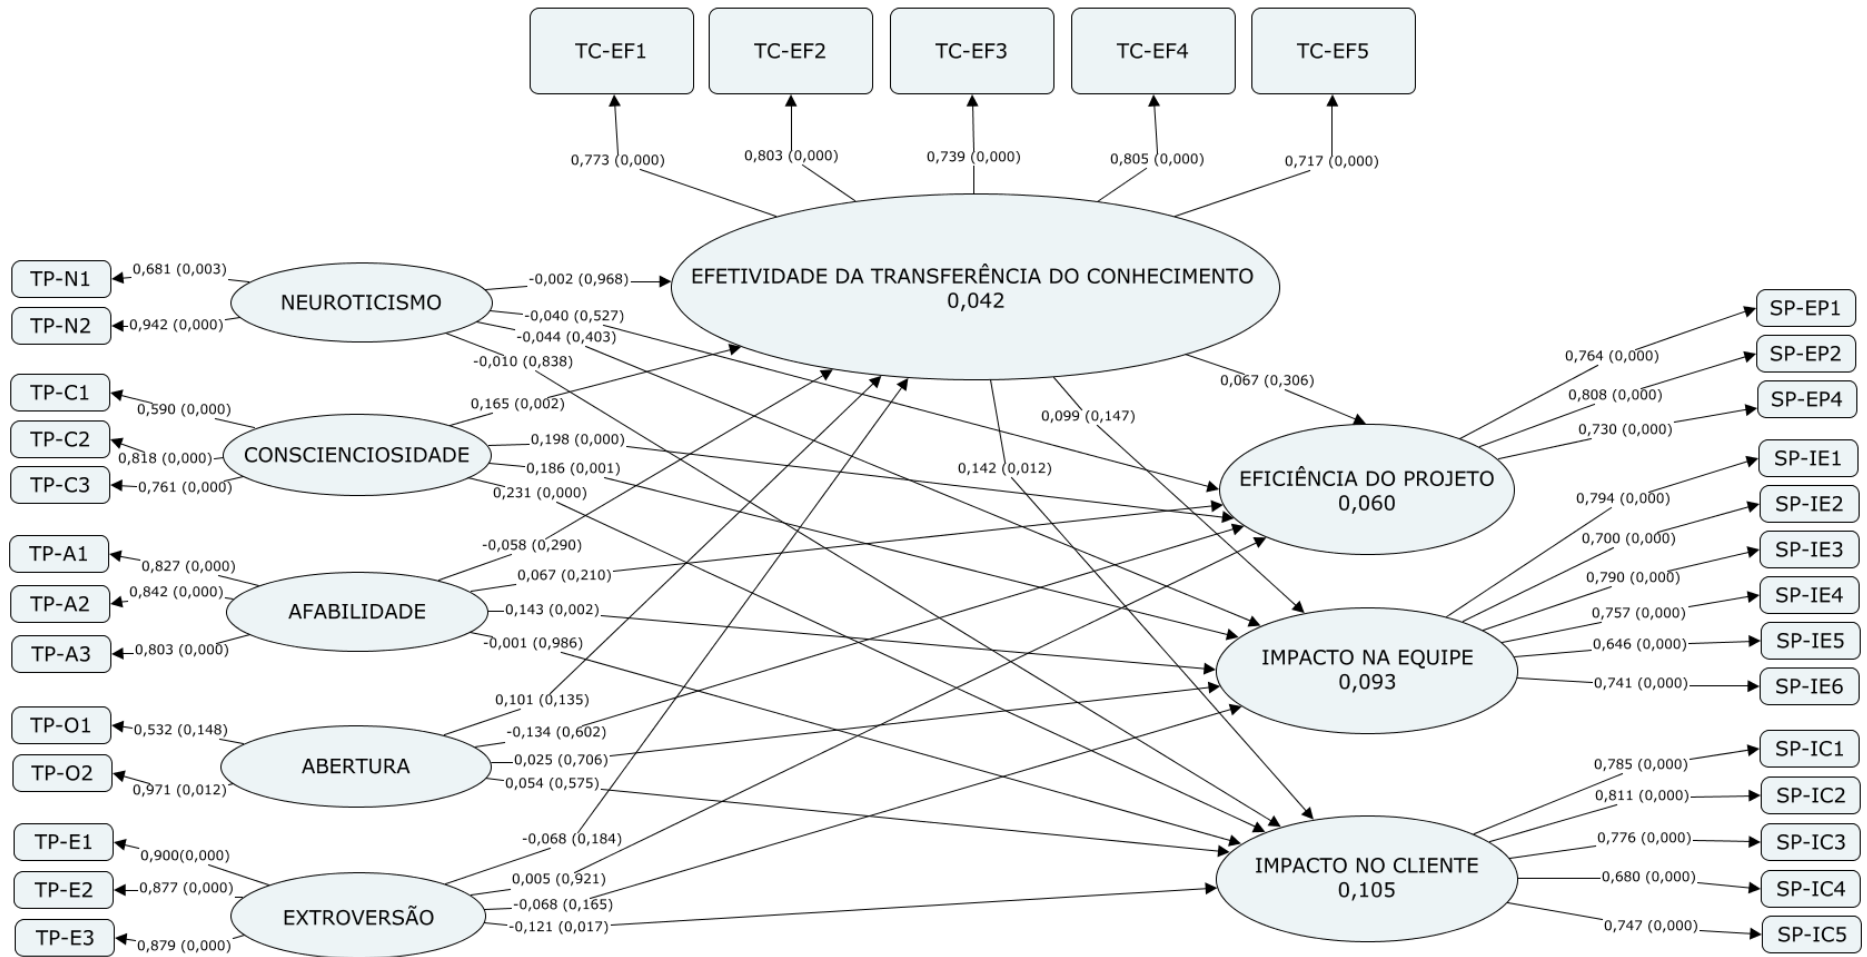 TC-EF1
TC-EF2
TC-EF3
TC-EF4
TC-EF5
0,773 (0,000)
0,803 (0,000)
0,739 (0,000)
0,805 (0,000)
0,717 (0,000)
EFETIVIDADE DA TRANSFERÊNCIA DO CONHECIMENTO
0,042
TP-N1
TP-N2
0,681 (0,003)
0,942 (0,000)
NEUROTICISMO
-0,002 (0,968)
-0,040 (0,527)
-0,044 (0,403)
-0,010 (0,838)
TP-C1
TP-C2
TP-C3
0,590 (0,000)
0,818 (0,000)
0,761 (0,000)
CONSCIENCIOSIDADE
0,165 (0,002)
0,198 (0,000)
0,186 (0,001)
0,231 (0,000)
TP-A1
TP-A2
TP-A3
0,827 (0,000)
0,842 (0,000)
0,803 (0,000)
AFABILIDADE
-0,058 (0,290)
0,067 (0,210)
0,143 (0,002)
-0,001 (0,986)
TP-O1
TP-O2
0,532 (0,148)
0,971 (0,012)
ABERTURA
0,101 (0,135)
-0,134 (0,602)
0,025 (0,706)
0,054 (0,575)
TP-E1
TP-E2
TP-E3
0,900(0,000)
0,877 (0,000)
0,879 (0,000)
EXTROVERSÃO
-0,068 (0,184)
0,005 (0,921)
-0,068 (0,165)
-0,121 (0,017)
0,067 (0,306)
0,099 (0,147)
0,142 (0,012)
EFICIÊNCIA DO PROJETO
0,060
0,764 (0,000)
0,808 (0,000)
0,730 (0,000)
SP-EP1
SP-EP2
SP-EP4
IMPACTO NA EQUIPE
0,093
0,794 (0,000)
0,700 (0,000)
0,790 (0,000)
0,757 (0,000)
0,646 (0,000)
0,741 (0,000)
SP-IE1
SP-IE2
SP-IE3
SP-IE4
SP-IE5
SP-IE6
IMPACTO NO CLIENTE
0,105
0,785 (0,000)
0,811 (0,000)
0,776 (0,000)
0,680 (0,000)
0,747 (0,000)
SP-IC1
SP-IC2
SP-IC3
SP-IC4
SP-IC5